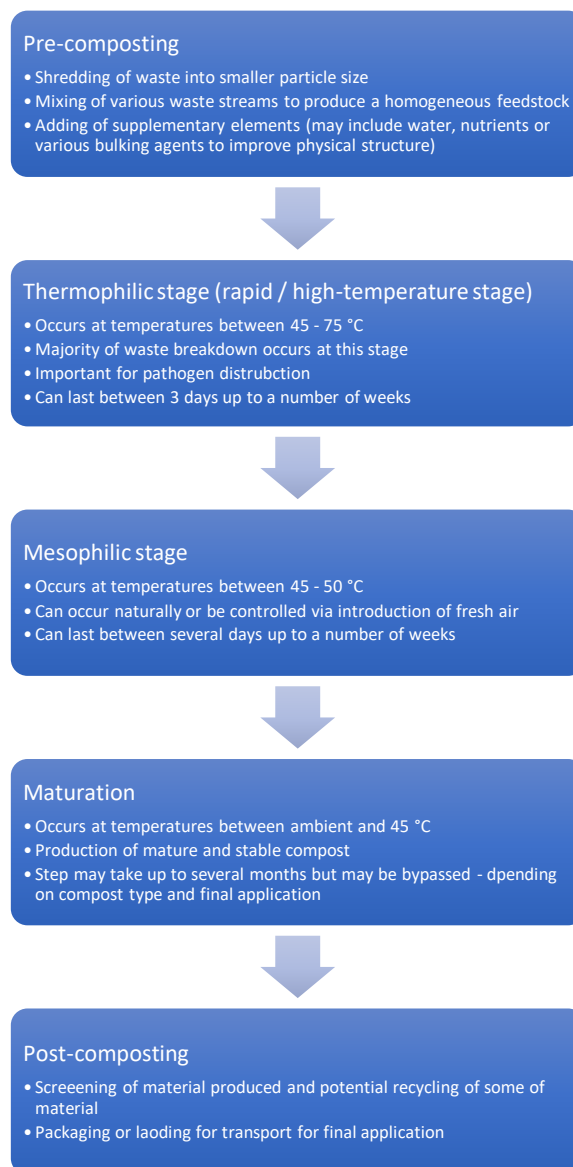 Pre-composting
• Shredding of waste into smaller particle size
• Mixing of various waste streams to produce a homogeneous feedstock
• Adding of supplementary elements (may include water, nutrients or
various bulking agents to improve physical structure)
Thermophilic stage (rapid / high-temperature stage)
• Occurs at temperatures between 45 - 75 °C
• Majority of waste breakdown occurs at this stage
• Important for pathogen distrubction
• Can last between 3 days up to a number of weeks
Mesophilic stage
• Occurs at temperatures between 45 - 50 °C
• Can occur naturally or be controlled via introduction of fresh air
• Can last between several days up to a number of weeks
Maturation
• Occurs at temperatures between ambient and 45 °C
• Production of mature and stable compost
• Step may take up to several months but may be bypassed - dpending
on compost type and final application
Post-composting
• Screeening of material produced and potential recycling of some of
material
• Packaging or laoding for transport for final application